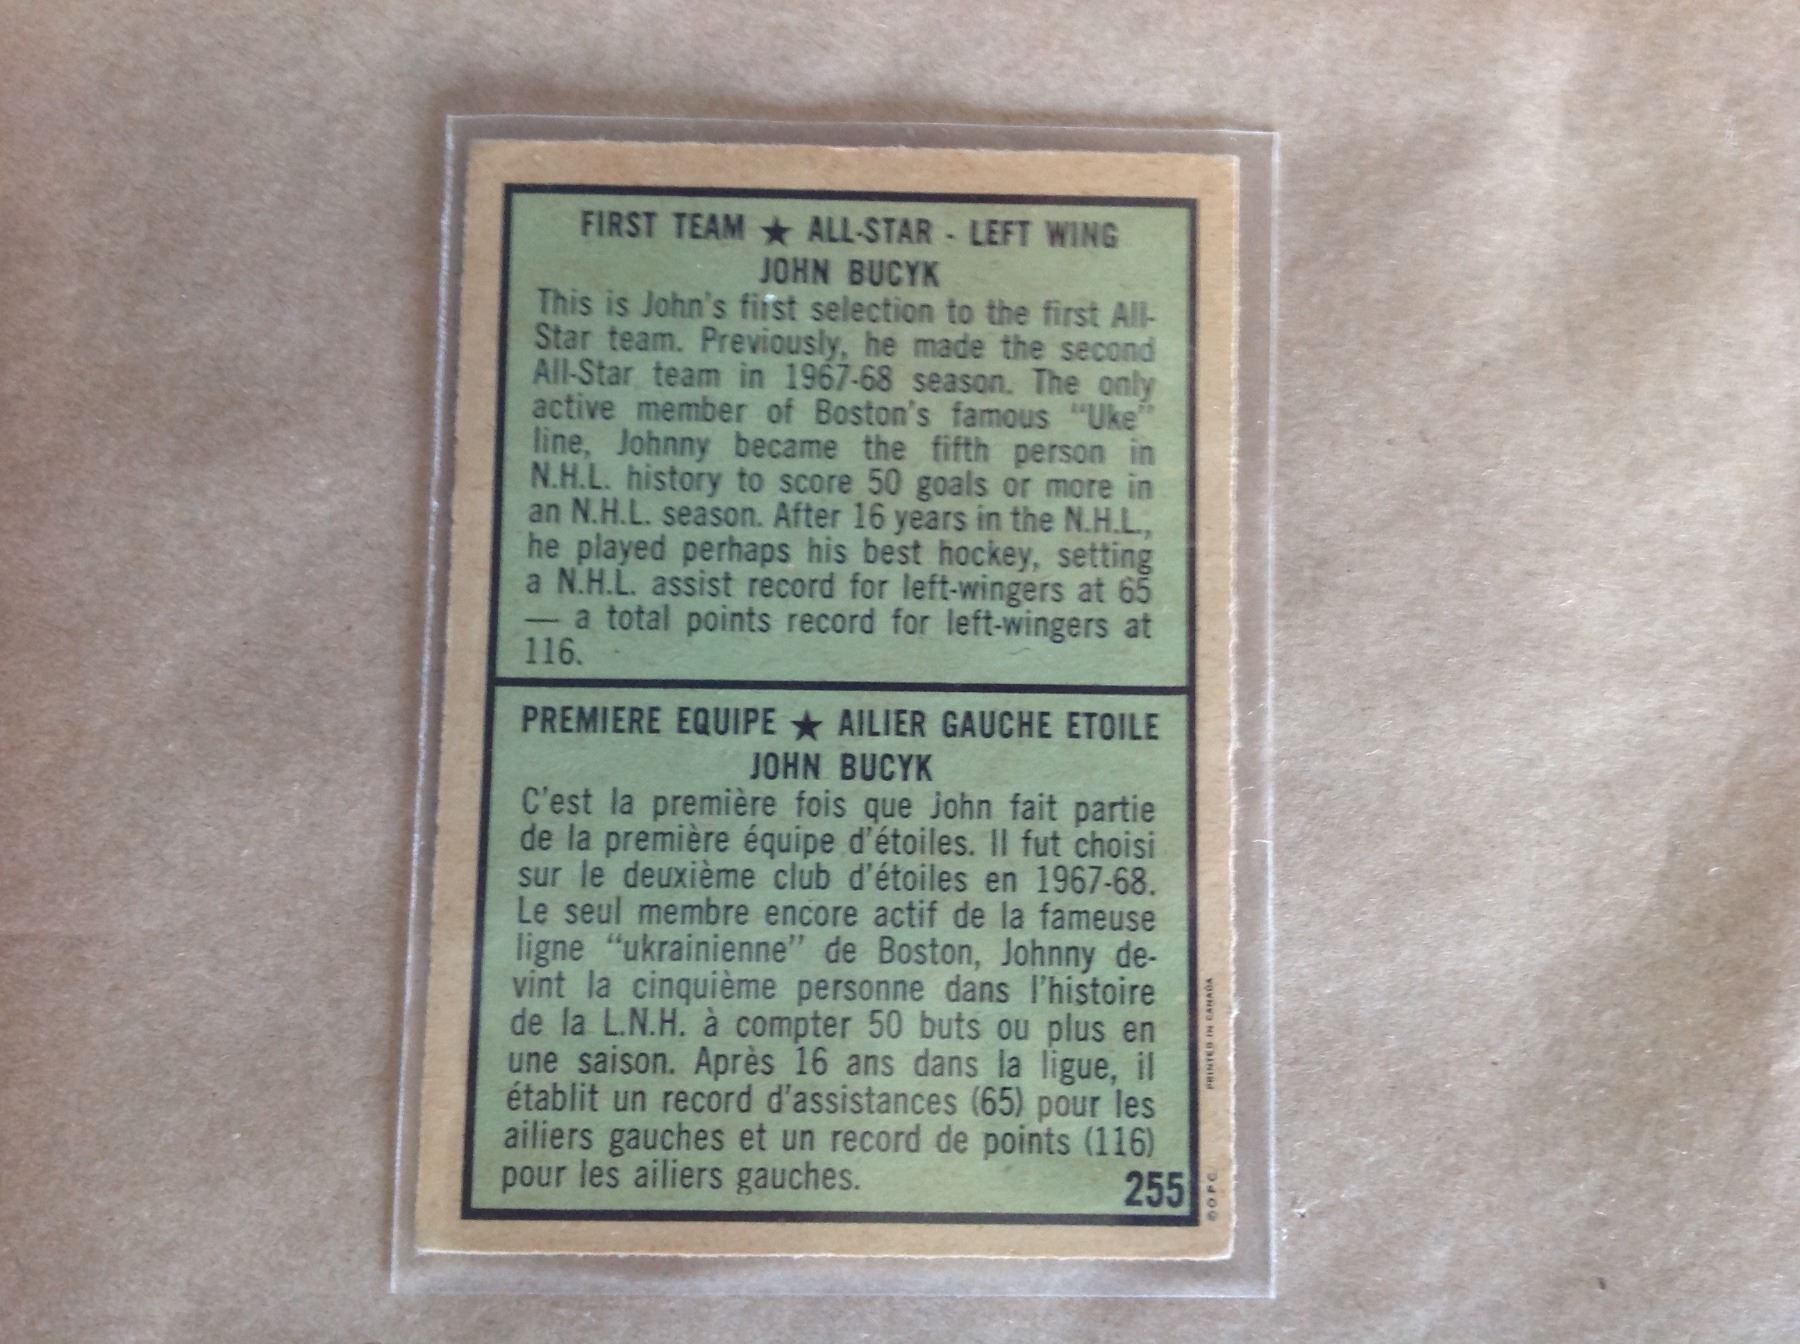 FIRST TEAM ★ ALL-STAR - LEFT WING
JOHN BUCYK
This is John's first selection to the first All-
Star team. Previously, he made the second
All-Star team in 1967-68 season. The only
active member of Boston's famous "Uke"
line, Johnny became the fifth person in
N.H.L. history to score 50 goals or more in
an N.H.L. season. After 16 years in the N.H.L.,
he played perhaps his best hockey, setting
a N.H.L. assist record for left-wingers at 65
— a total points record for left-wingers at
116.
PREMIERE EQUIPE ★ AILIER GAUCHE ETOILE
JOHN BUCYK
C'est la première fois que John fait partie
de la première équipe d'étoiles. Il fut choisi
sur le deuxième club d'étoiles en 1967-68.
Le seul membre encore actif de la fameuse
ligne "ukrainienne" de Boston, Johnny de-
vint la cinquième personne dans l'histoire
de la L.N.H. à compter 50 buts ou plus en
une saison. Après 16 ans dans la ligue, il
établit un record d'assistances (65) pour les
ailiers gauches et un record de points (116)
pour les ailiers gauches.
255
© O.P.C. PRINTED IN CANADA